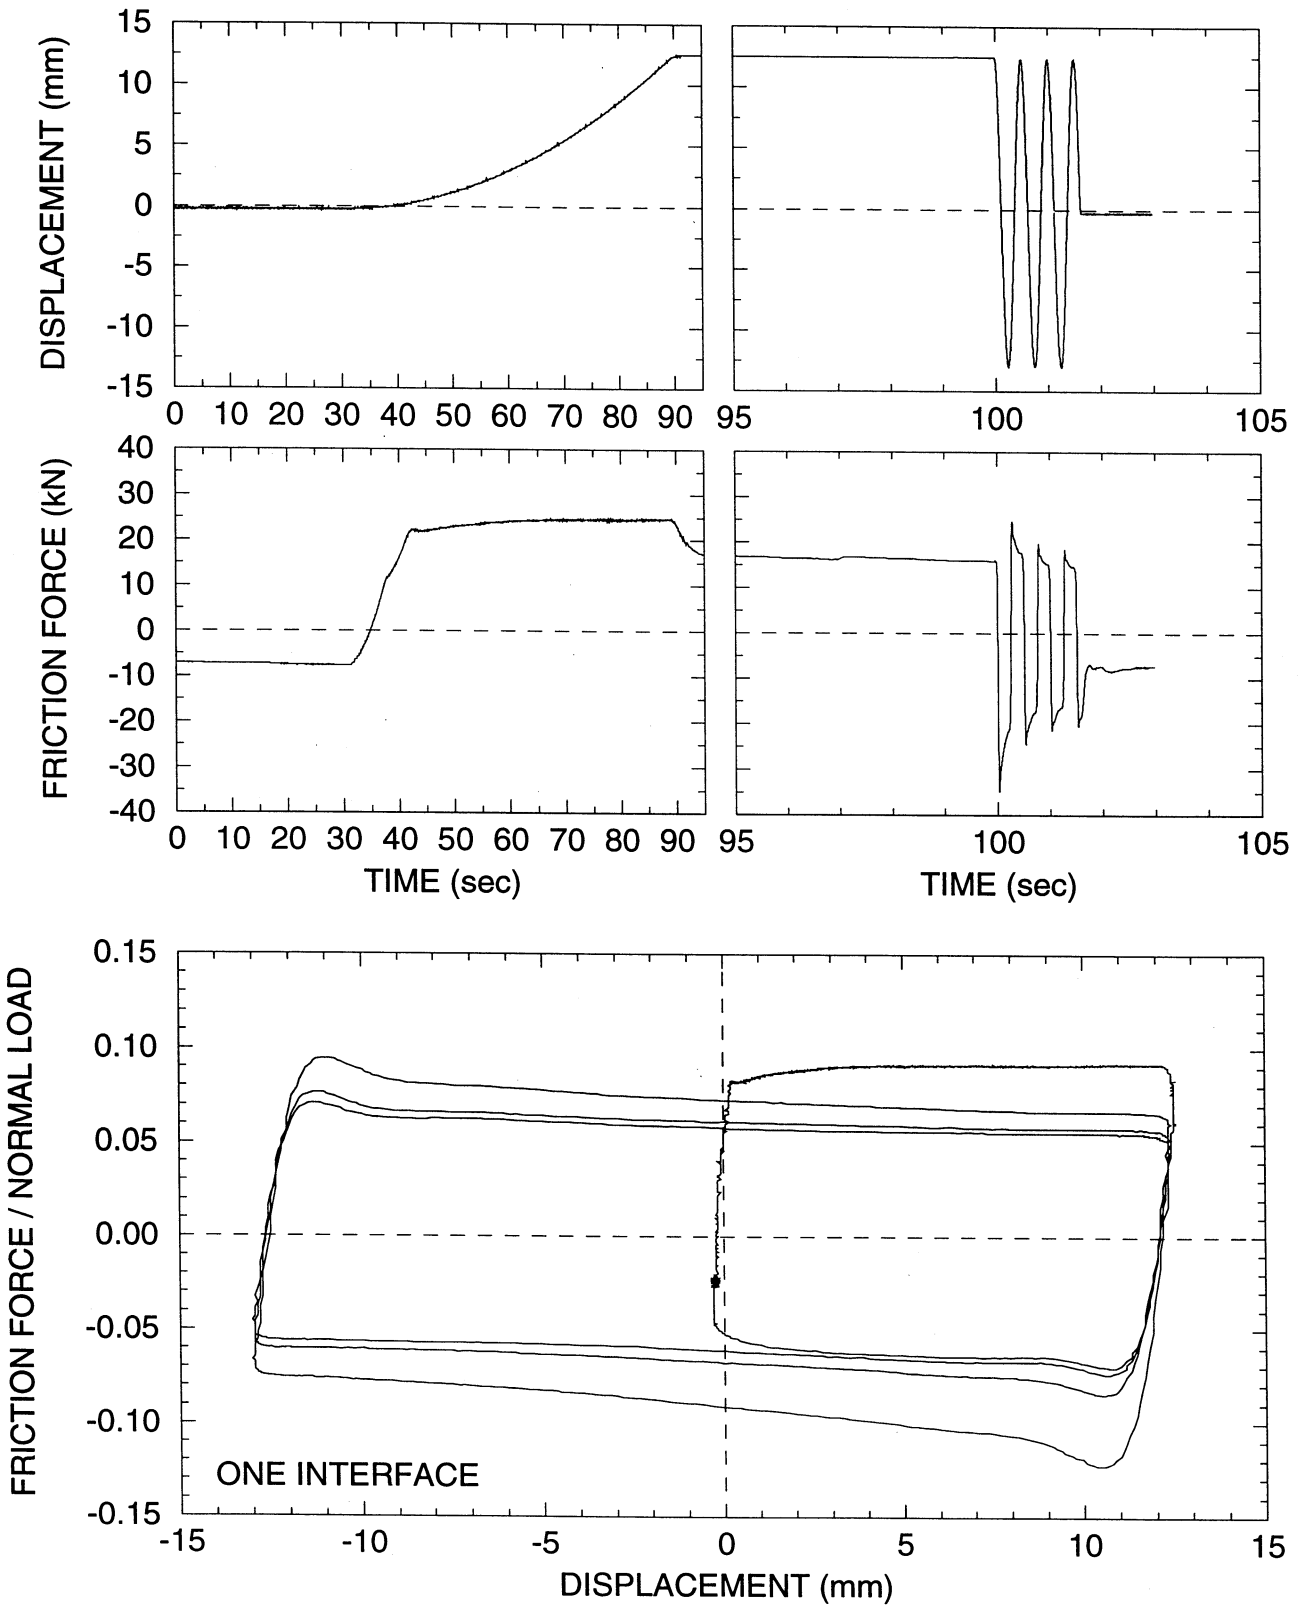 DISPLACEMENT (mm)
15
10
5
0
-5
-10
-15
0 10 20 30 40 50 60 70 80 90
95 100 105
FRICTION FORCE (kN)
40
30
20
10
0
-10
-20
-30
-40
0 10 20 30 40 50 60 70 80 90
95 100 105
TIME (sec)
TIME (sec)
FRICTION FORCE / NORMAL LOAD
0.15
0.10
0.05
0.00
-0.05
-0.10
-0.15
ONE INTERFACE
-15 -10 -5 0 5 10 15
DISPLACEMENT (mm)